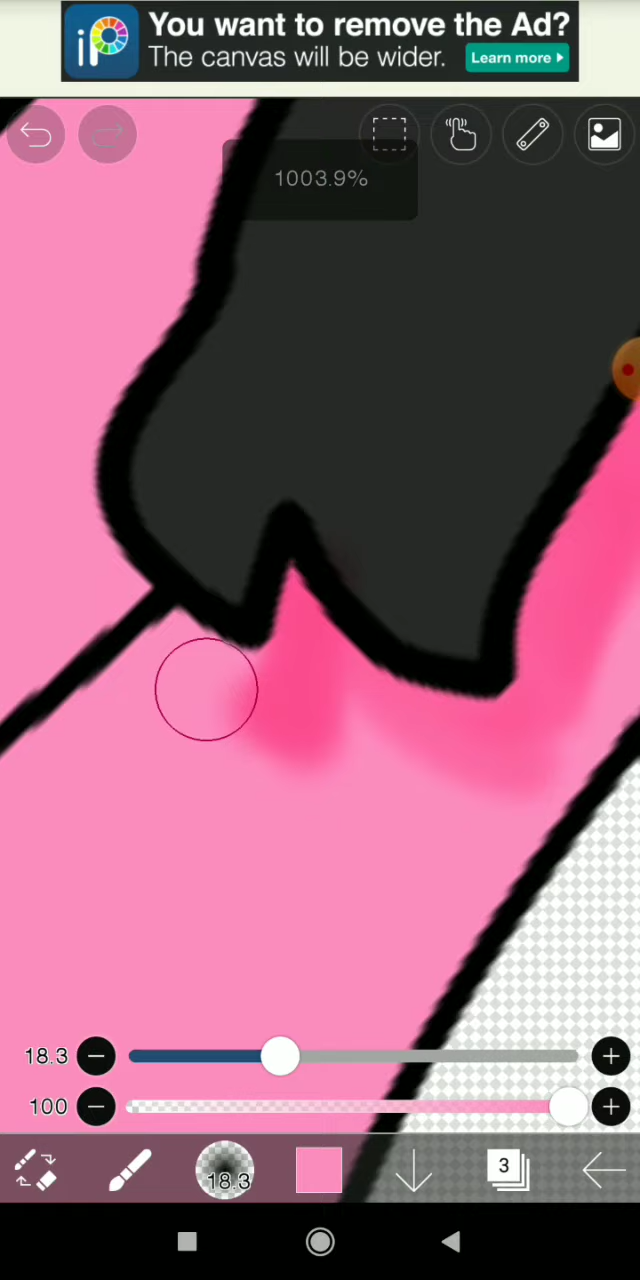 iP
You want to remove the Ad?
The canvas will be wider.
Learn more
1003.9%
18.3
100
18.3
3